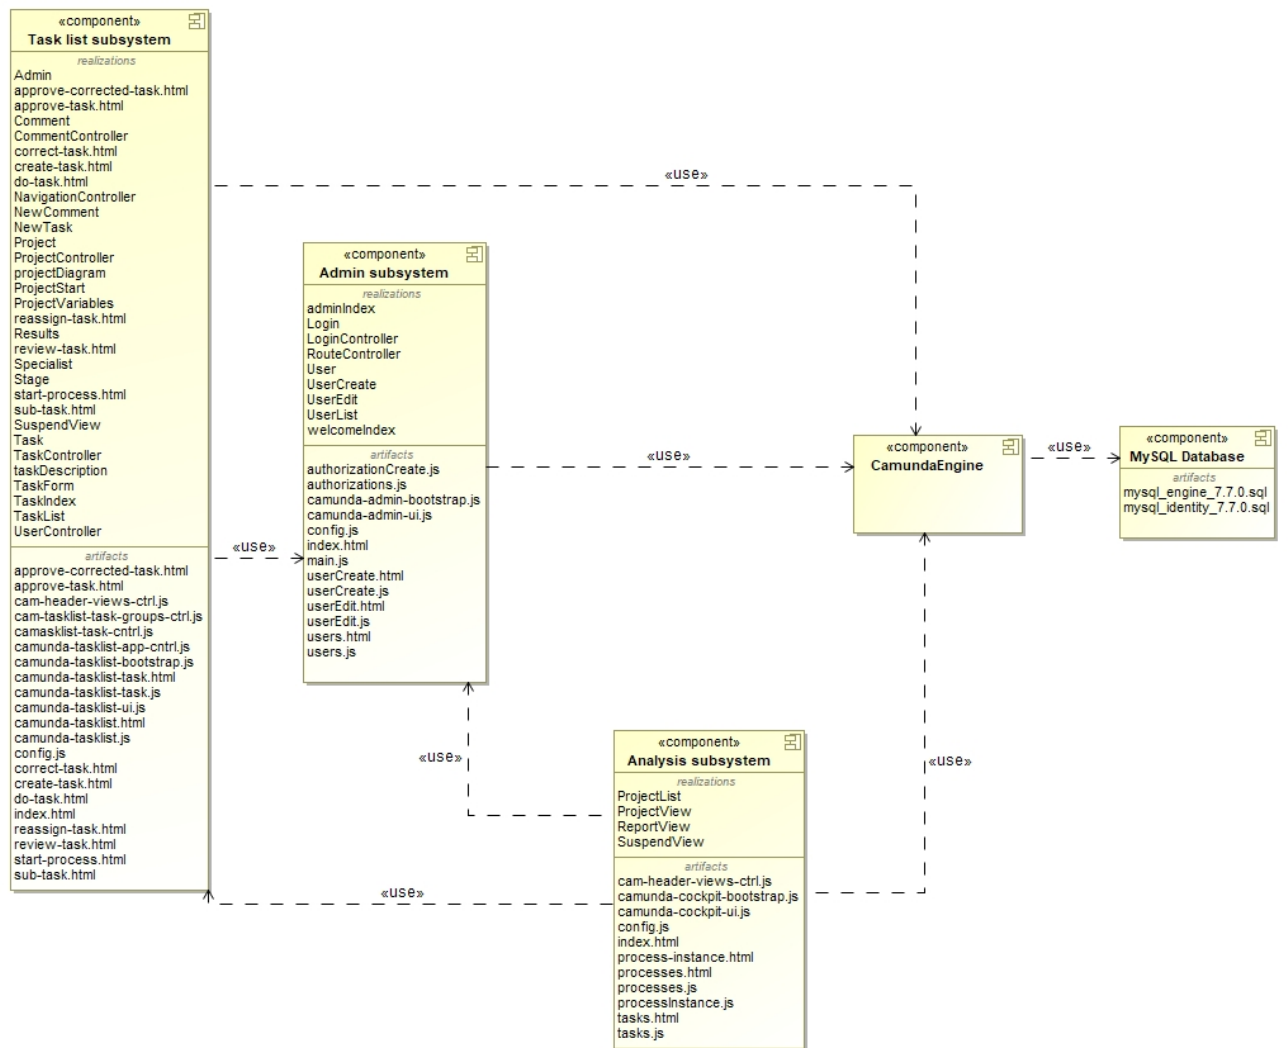 «component»
Task list subsystem
realizations
Admin
approve-corrected-task.html
approve-task.html
Comment
CommentController
correct-task.html
create-task.html
do-task.html
NavigationController
NewComment
NewTask
Project
ProjectController
projectDiagram
ProjectStart
ProjectVariables
reassign-task.html
Results
review-task.html
Specialist
Stage
start-process.html
sub-task.html
SuspendView
Task
TaskController
taskDescription
TaskForm
TaskIndex
TaskList
UserController
artifacts
approve-corrected-task.html
approve-task.html
cam-header-views-ctrl.js
cam-tasklist-task-groups-ctrl.js
camasklist-task-cntrl.js
camunda-tasklist-app-cntrl.js
camunda-tasklist-bootstrap.js
camunda-tasklist-task.html
camunda-tasklist-task.js
camunda-tasklist-ui.js
camunda-tasklist.html
camunda-tasklist.js
config.js
correct-task.html
create-task.html
do-task.html
index.html
reassign-task.html
review-task.html
start-process.html
sub-task.html
«use»
«use»
«component»
Admin subsystem
realizations
adminIndex
Login
LoginController
RouteController
User
UserCreate
UserEdit
UserList
welcomeIndex
artifacts
authorizationCreate.js
authorizations.js
camunda-admin-bootstrap.js
camunda-admin-ui.js
config.js
index.html
main.js
userCreate.html
userCreate.js
userEdit.html
userEdit.js
users.html
users.js
«use»
«component»
CamundaEngine
«use»
«component»
MySQL Database
artifacts
mysql_engine_7.7.0.sql
mysql_identity_7.7.0.sql
«use»
«use»
«use»
«component»
Analysis subsystem
realizations
ProjectList
ProjectView
ReportView
SuspendView
artifacts
cam-header-views-ctrl.js
camunda-cockpit-bootstrap.js
camunda-cockpit-ui.js
config.js
index.html
process-instance.html
processes.html
processes.js
processInstance.js
tasks.html
tasks.js